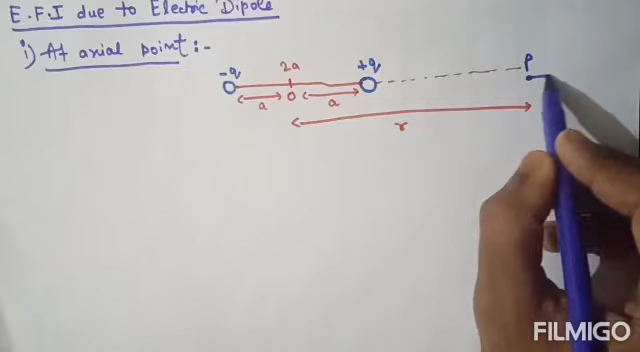 E.F.I due to Electric Dipole
i) At axial point :-
-q 2a +q P
a o a
r
FILMIGO